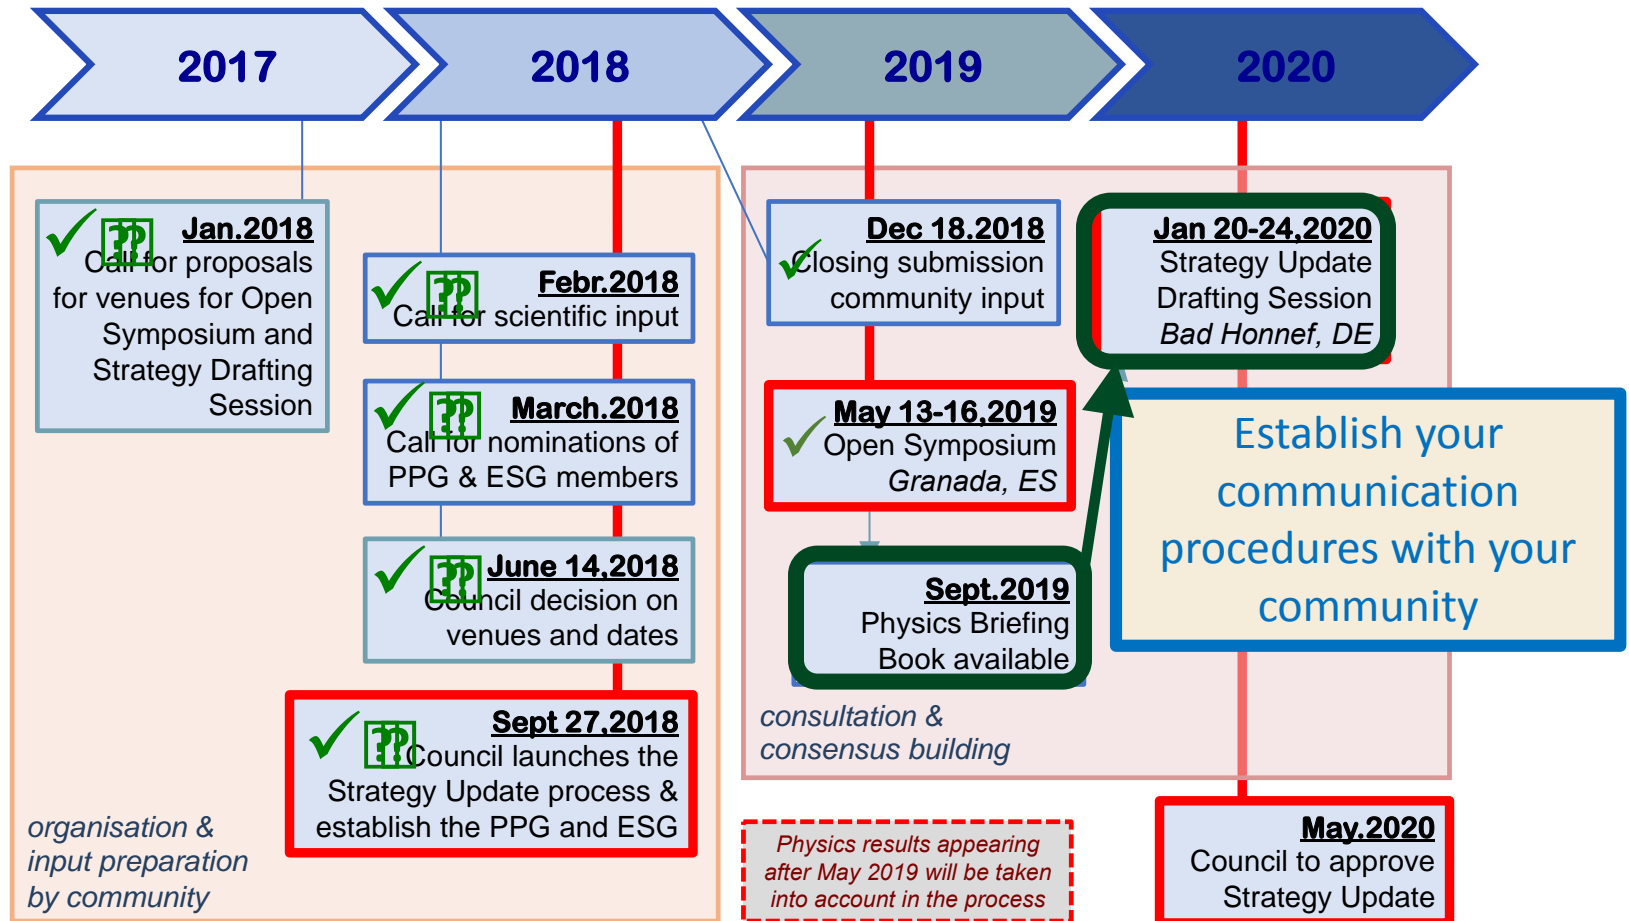 2017
2018
2019
2020
Jan.2018
Call for proposals
for venues for Open
Symposium and
Strategy Drafting
Session
Febr.2018
Call for scientific input
March.2018
Call for nominations of
PPG & ESG members
June 14,2018
Council decision on
venues and dates
Sept 27,2018
Council launches the
Strategy Update process &
establish the PPG and ESG
organisation &
input preparation
by community
Dec 18.2018
Closing submission
community input
May 13-16,2019
Open Symposium
Granada, ES
Sept.2019
Physics Briefing
Book available
consultation &
consensus building
Physics results appearing
after May 2019 will be taken
into account in the process
Jan 20-24,2020
Strategy Update
Drafting Session
Bad Honnef, DE
Establish your
communication
procedures with your
community
May.2020
Council to approve
Strategy Update